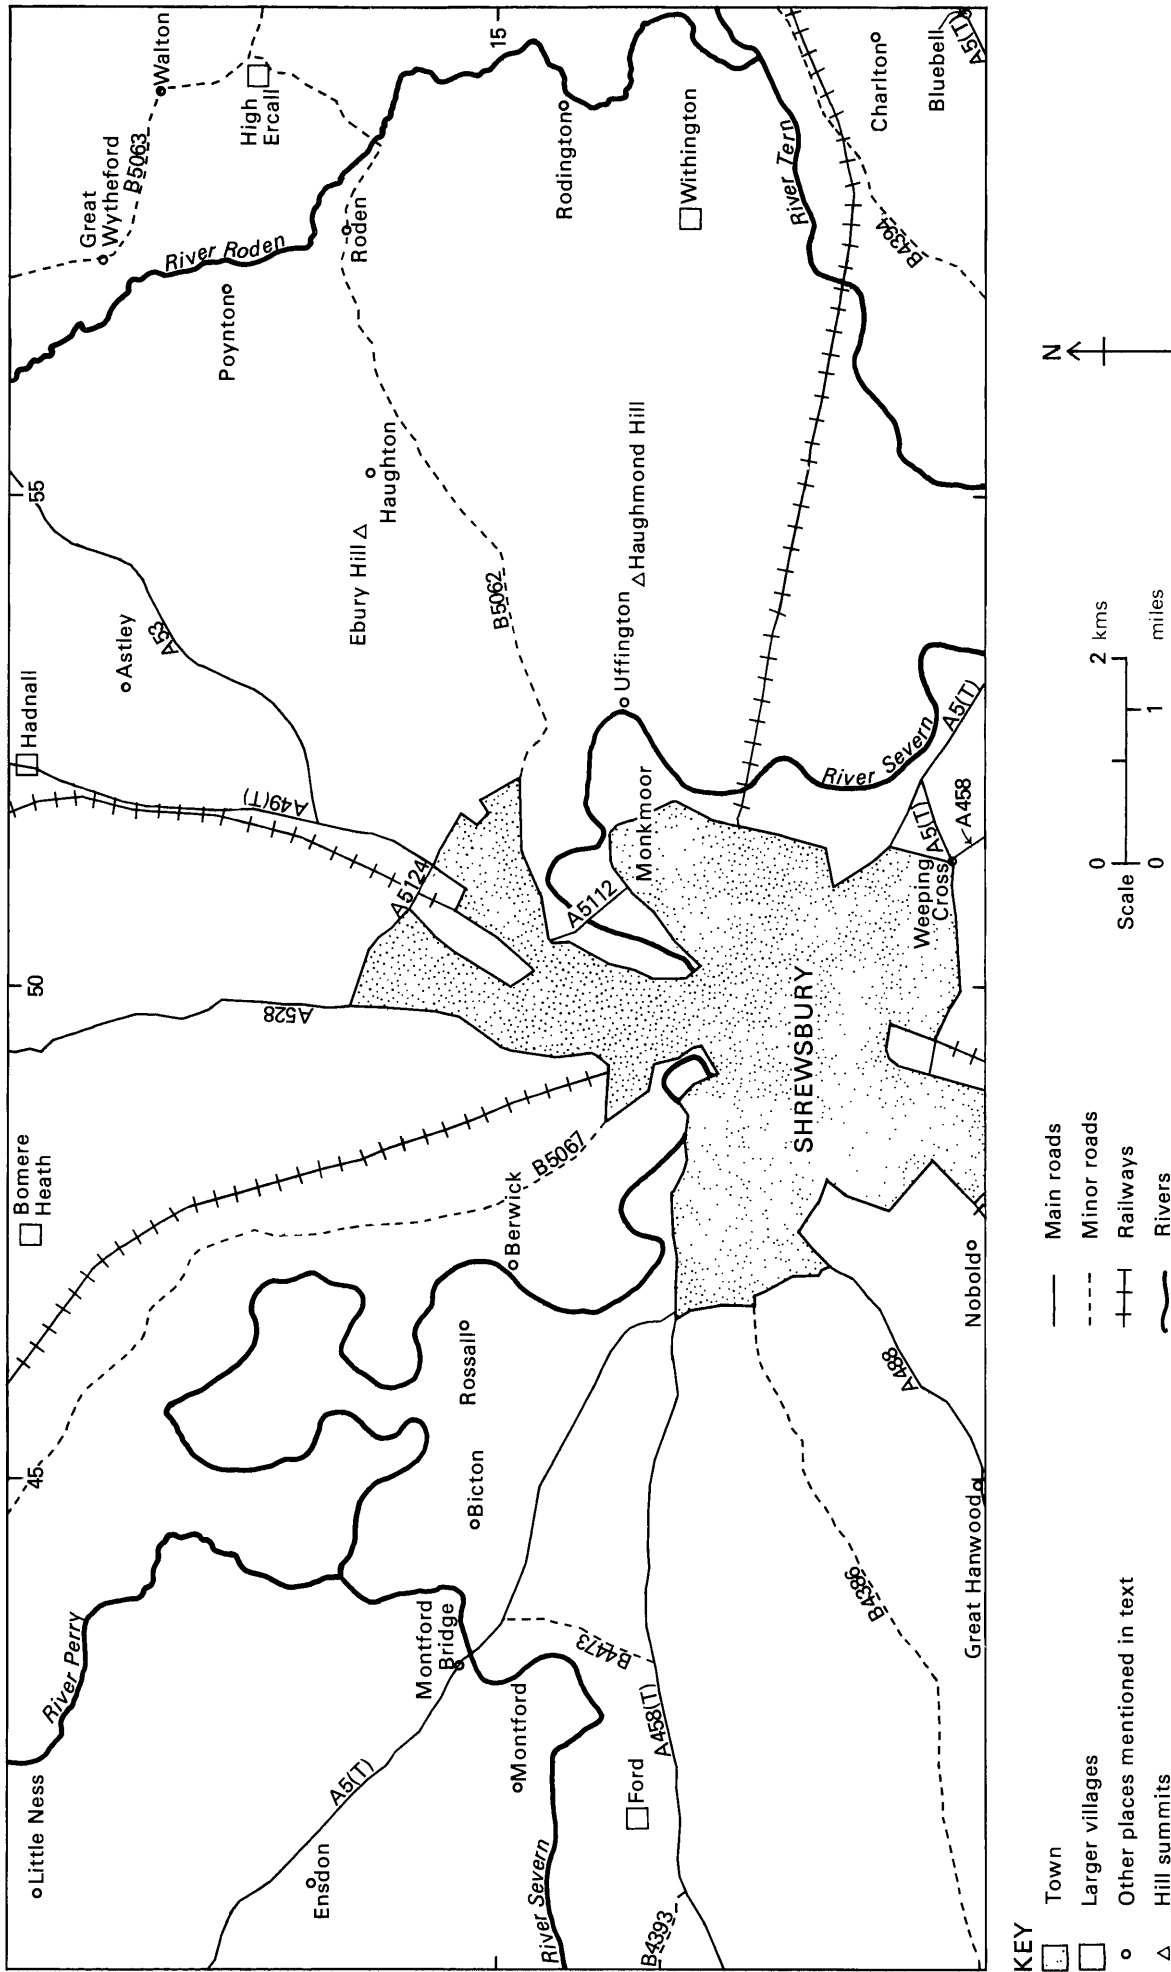 Little Ness
River Perry
Ensdon
A5(T)
Montford
Bridge
Montford
River Severn
B4393
Ford
A458(T)
B4473
Bicton
Rossall
45
Bomere
Heath
Berwick
B5067
B4386
Great Hanwood
A488
Nobold
A528
50
Hadnall
A49(T)
A5124
A53
Astley
SHREWSBURY
A5112
Monkmoor
Uffington
Weeping
Cross
A5(T)
A458
River Severn
A5(T)
B5062
Ebury Hill
Haughton
Haughmond Hill
55
Poynton
River Roden
Great
Wytheford
B5063
Walton
High
Ercall
Roden
Rodington
15
Withington
River Tern
B4394
Charlton
Bluebell
A5(T)
KEY
Town
Larger villages
Other places mentioned in text
Hill summits
Main roads
Minor roads
Railways
Rivers
Scale
0 2 kms
0 1 miles
N